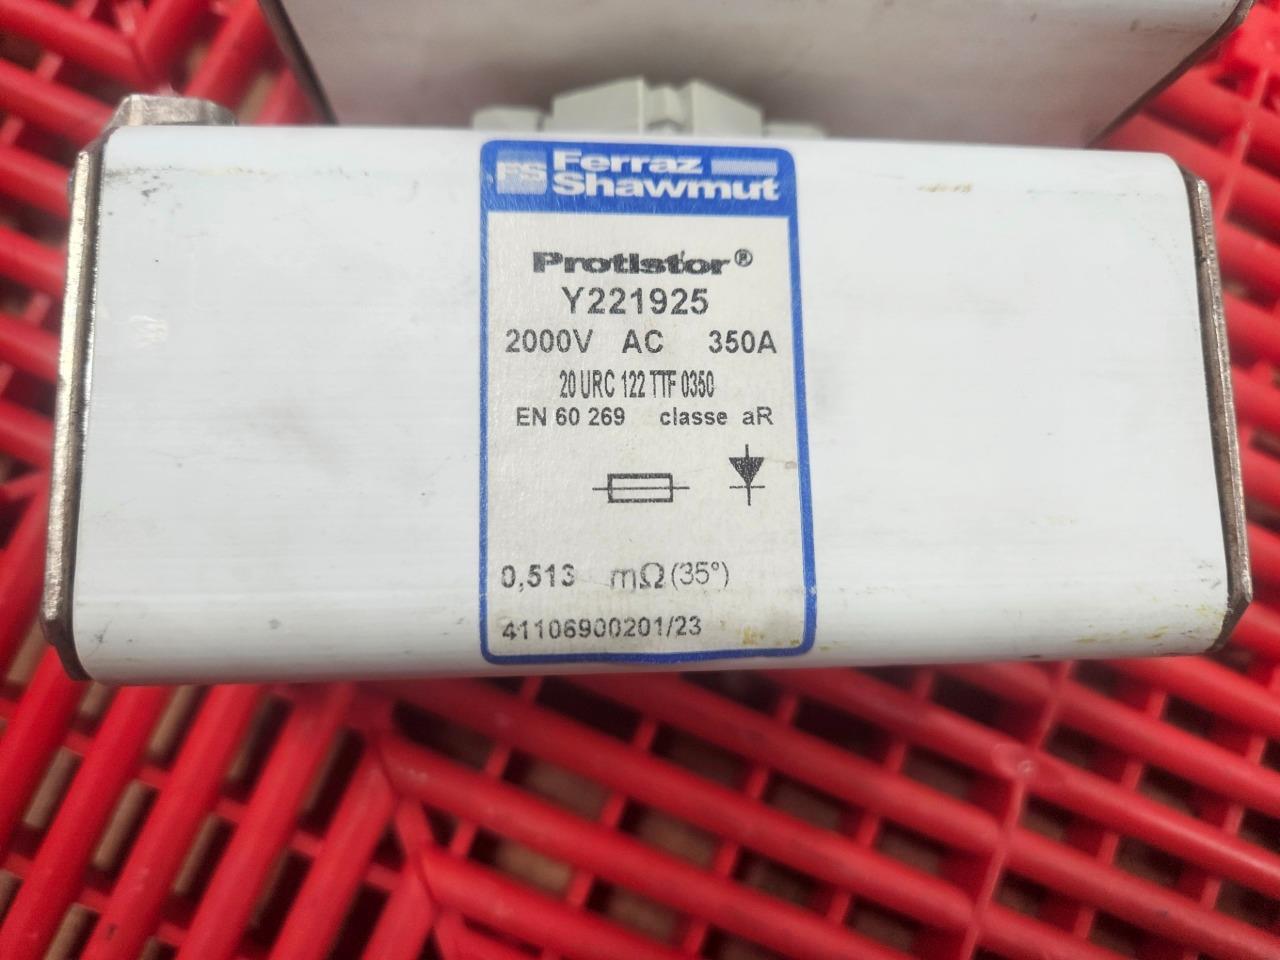 FS Ferraz
Shawmut
Protistor®
Y221925
2000V AC 350A
20 URC 122 TTF 0350
EN 60 269 classe aR
0,513 mΩ (35°)
41106900201/23